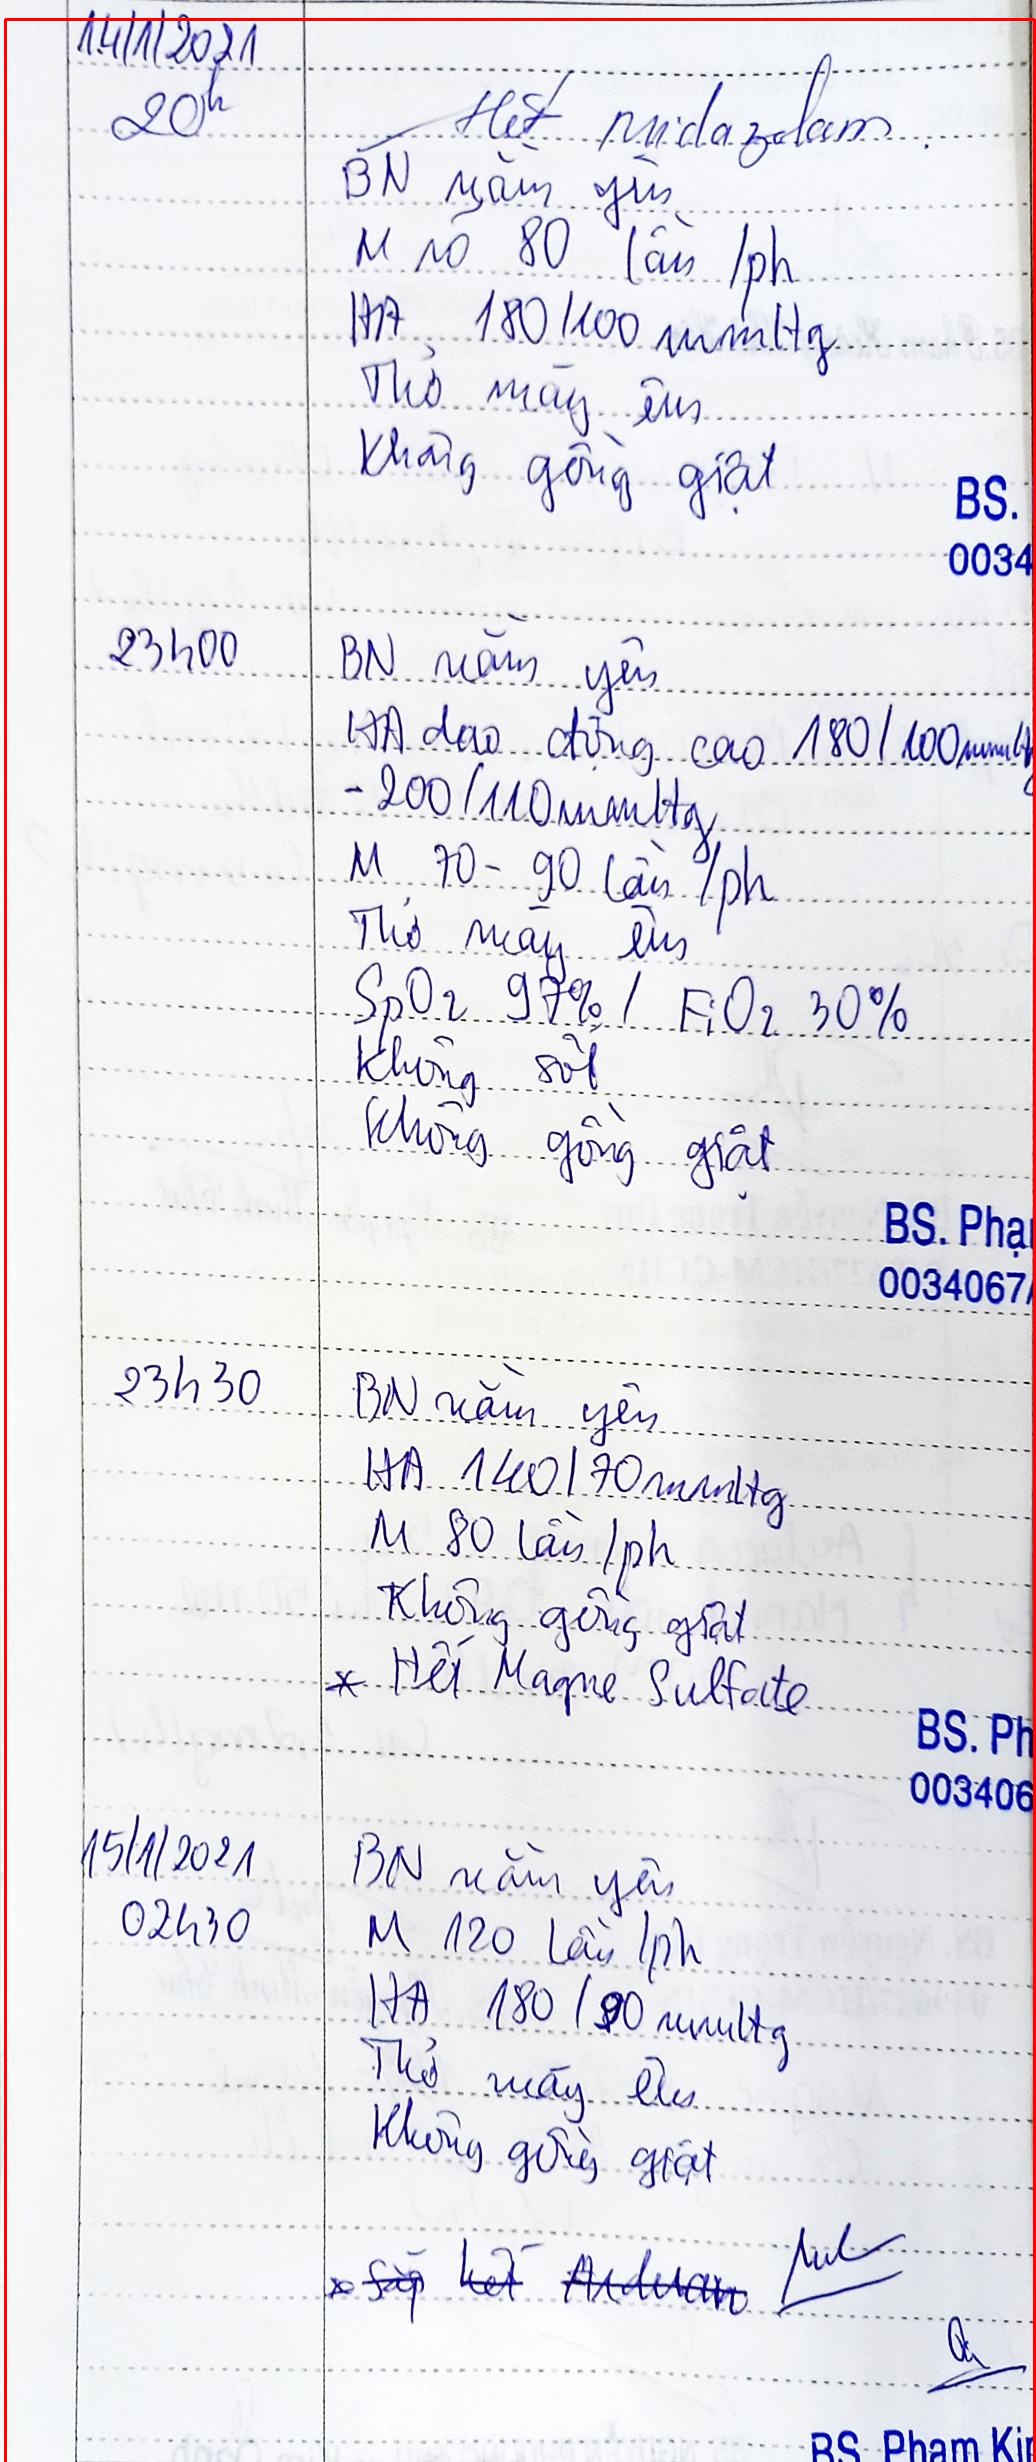 14/1/2021
20h
Hết midazolam
BN nằm yên
M rõ 80 lần /ph
HA 180/100 mmHg
Thở máy êm
Không gồng giật
BS.
0034
23h00
BN nằm yên
HA dao động cao 180/100mmHg
- 200/110mmHg
M 70 - 90 lần /ph
Thở máy êm
SpO2 97% / FiO2 30%
Không sốt
Không gồng giật
BS. Phạ
0034067/
23h30
BN nằm yên
HA 140/70mmHg
M 80 lần /ph
Không gồng giật
* Hết Magne Sulfate
BS. Ph
003406
15/1/2021
02h30
BN nằm yên
M 120 lần /ph
HA 180/90 mmHg
Thở máy êm
Không gồng giật
* sắp hết Arduan
BS. Phạm Ki